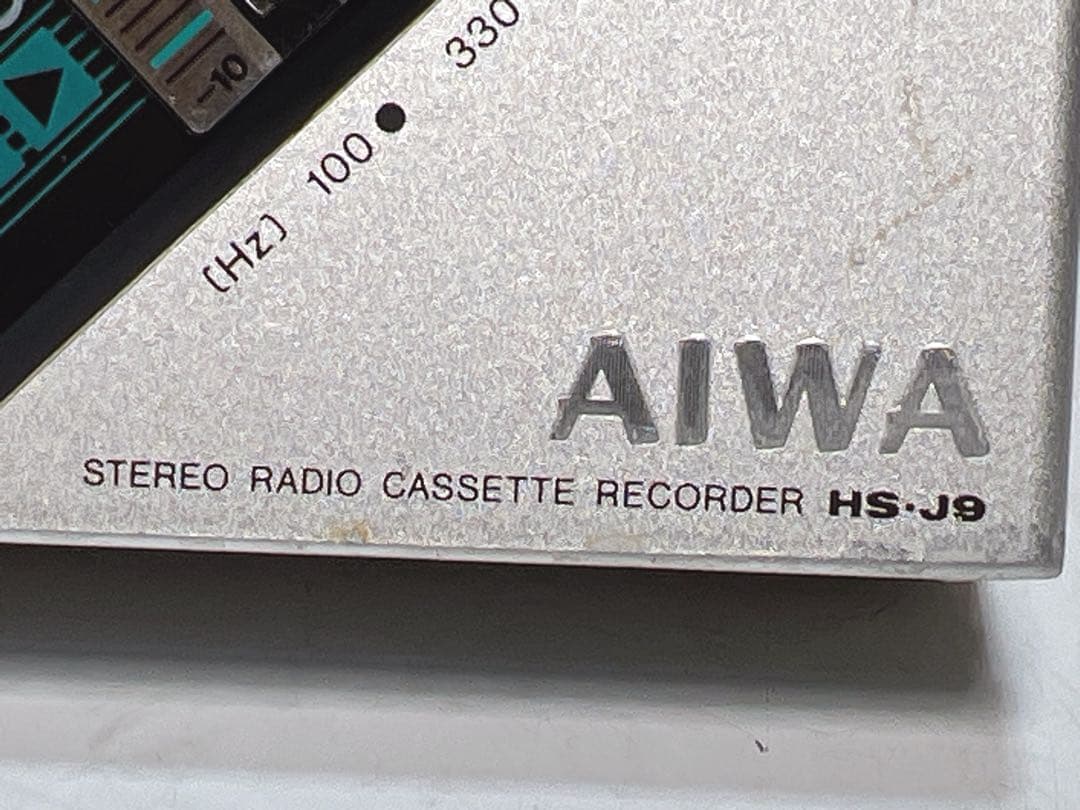 -10
330
100
[Hz]
AIWA
STEREO RADIO CASSETTE RECORDER HS·J9